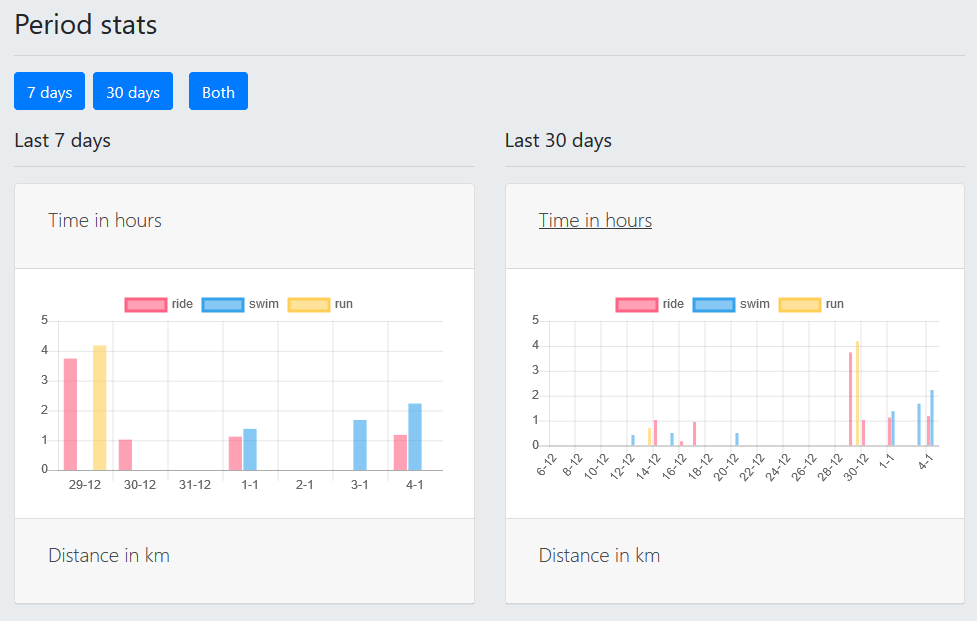 Period stats
7 days 30 days Both
Last 7 days
Time in hours
ride swim run
5
4
3
2
1
0
29-12 30-12 31-12 1-1 2-1 3-1 4-1
Distance in km
Last 30 days
Time in hours
ride swim run
5
4
3
2
1
0
6-12 8-12 10-12 12-12 14-12 16-12 18-12 20-12 22-12 24-12 26-12 28-12 30-12 1-1 4-1
Distance in km